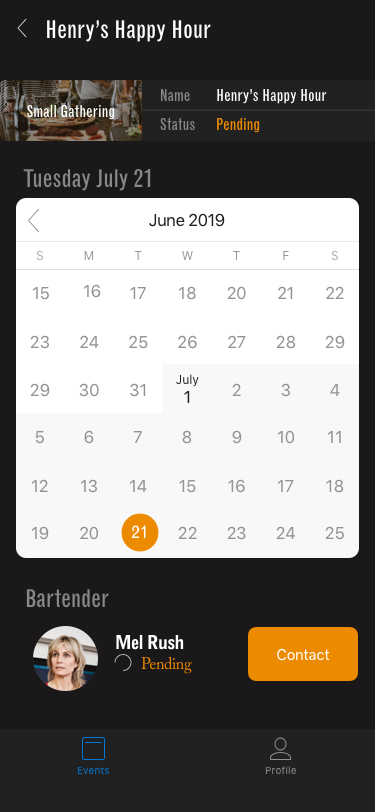 Henry's Happy Hour
Small Gathering
Name Henry's Happy Hour
Status Pending
Tuesday July 21
June 2019
S M T W T F S
15 16 17 18 20 21 22
23 24 25 26 27 28 29
29 30 31 July 1 2 3 4
5 6 7 8 9 10 11
12 13 14 15 16 17 18
19 20 21 22 23 24 25
Bartender
Mel Rush
Pending
Contact
Events Profile